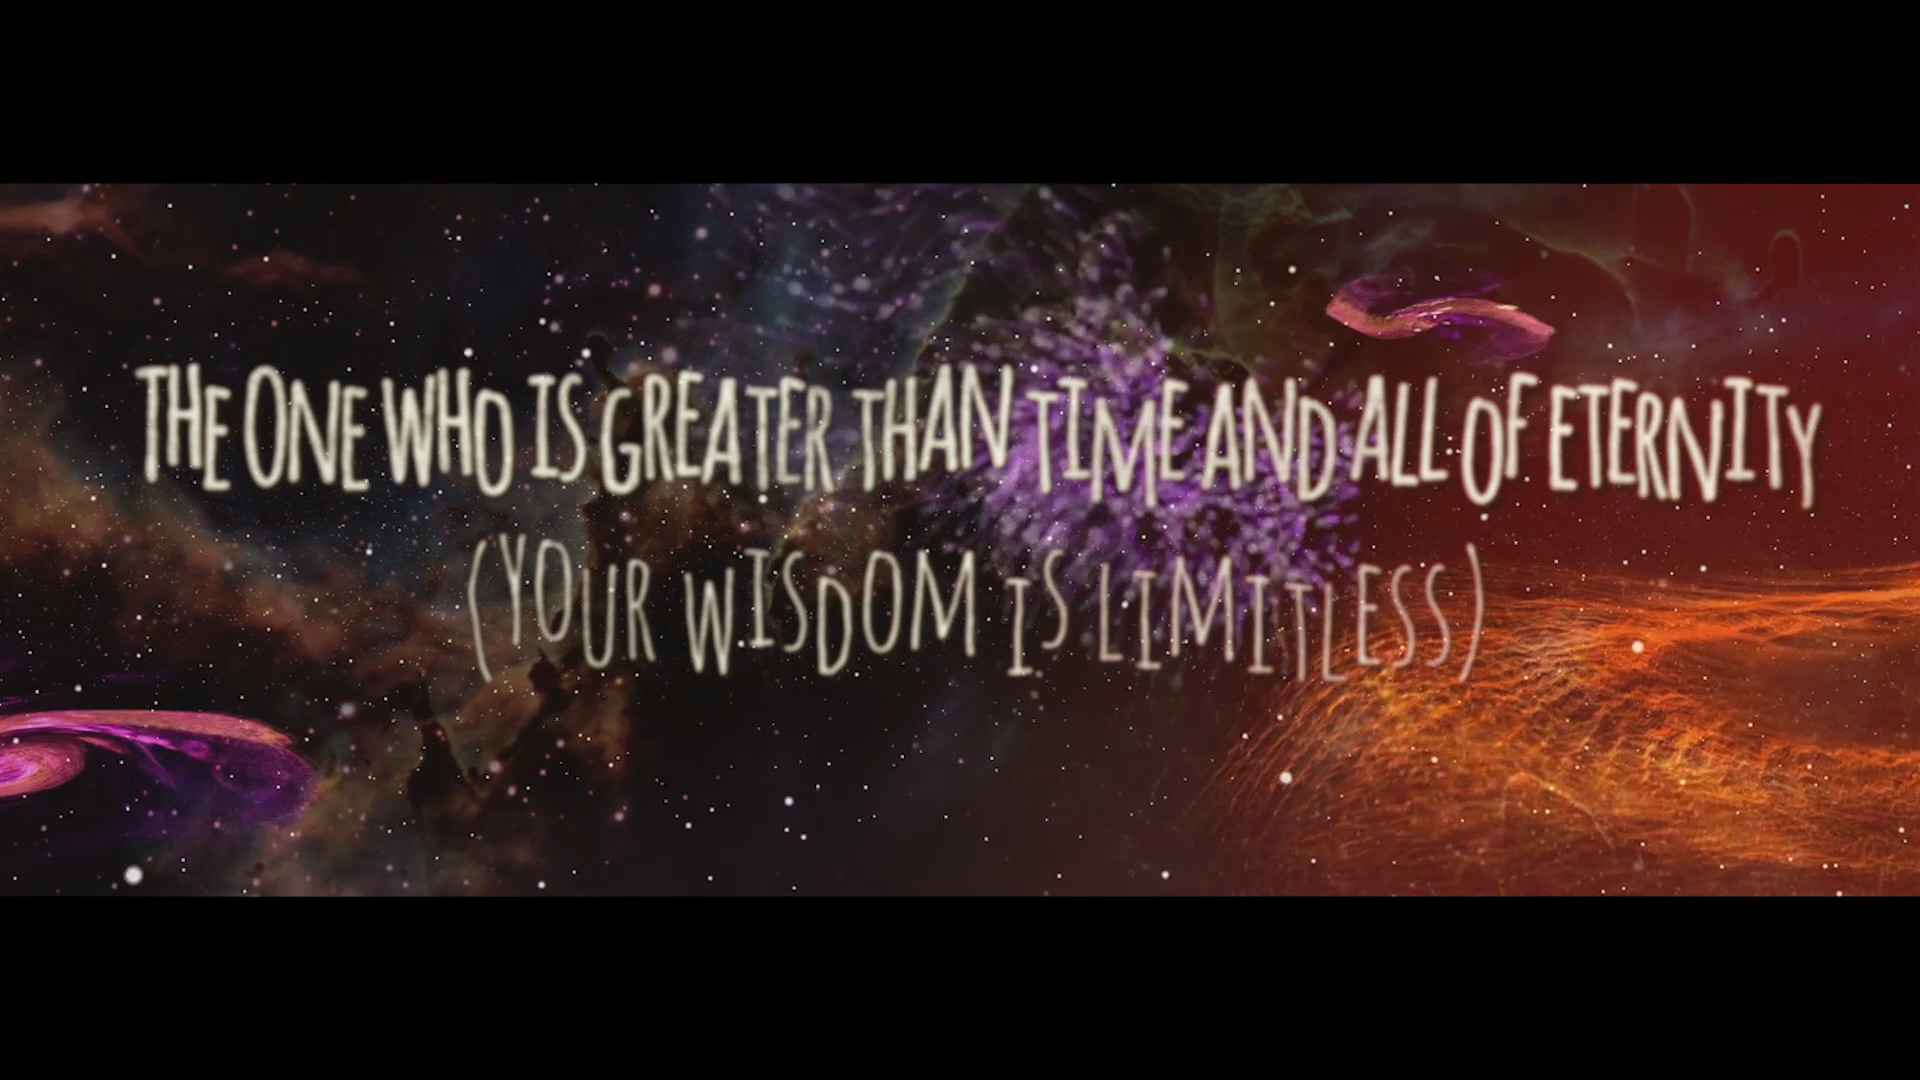 THE ONE WHO IS GREATER THAN TIME AND ALL OF ETERNITY
(YOUR WISDOM IS LIMITLESS)